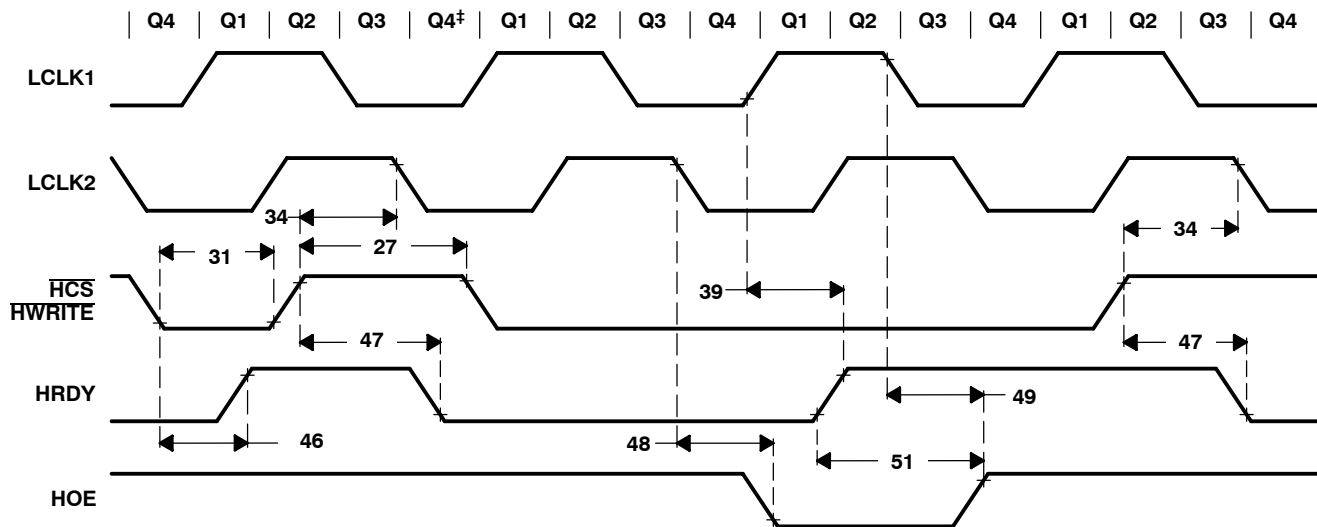 Q4 Q1 Q2 Q3 Q4‡ Q1 Q2 Q3 Q4 Q1 Q2 Q3 Q4 Q1 Q2 Q3 Q4
LCLK1
LCLK2
34
34
31
27
HCS
HWRITE
39
47
47
HRDY
49
46
48
51
HOE